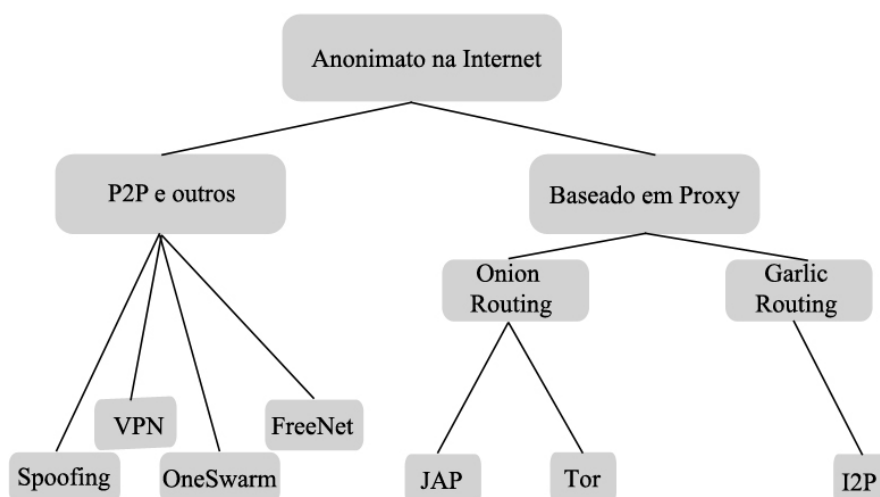 Anonimato na Internet
P2P e outros
Baseado em Proxy
Onion
Routing
Garlic
Routing
VPN
FreeNet
Spoofing
OneSwarm
JAP
Tor
I2P